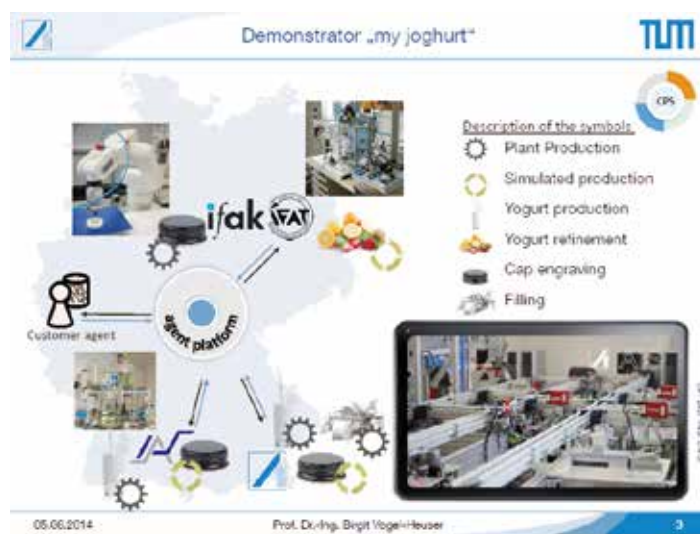 Demonstrator „my joghurt“
TUM
CPS
Description of the symbols
Plant Production
Simulated production
Yogurt production
Yogurt refinement
Cap engraving
Filling
ifak
IFAT
Customer agent
agent platform
05.06.2014
Prof. Dr.-Ing. Birgit Vogel-Heuser
3